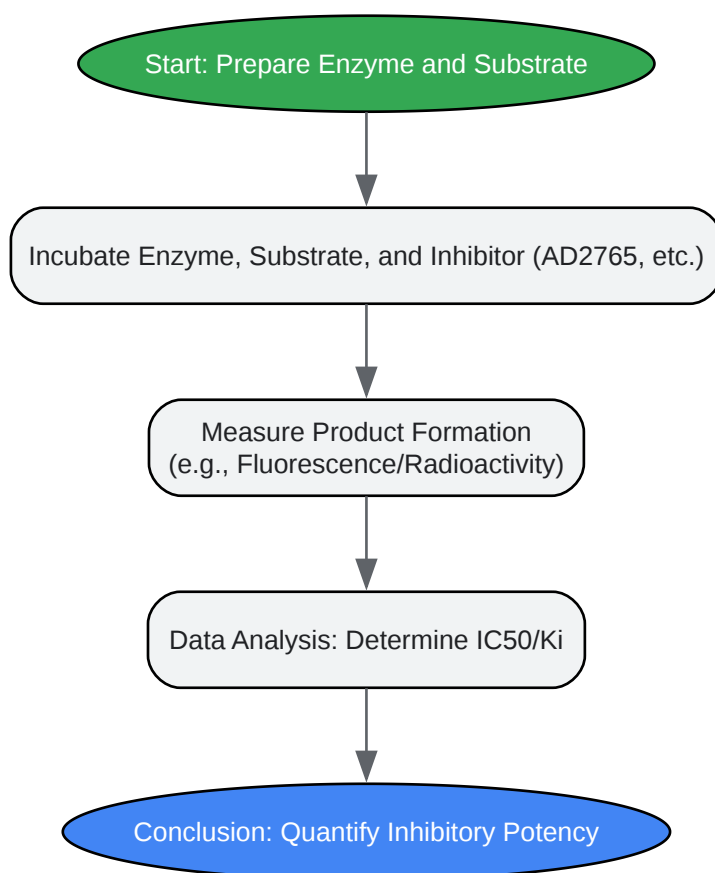 Start: Prepare Enzyme and Substrate
Incubate Enzyme, Substrate, and Inhibitor (AD2765, etc.)
Measure Product Formation
(e.g., Fluorescence/Radioactivity)
Data Analysis: Determine IC50/Ki
Conclusion: Quantify Inhibitory Potency